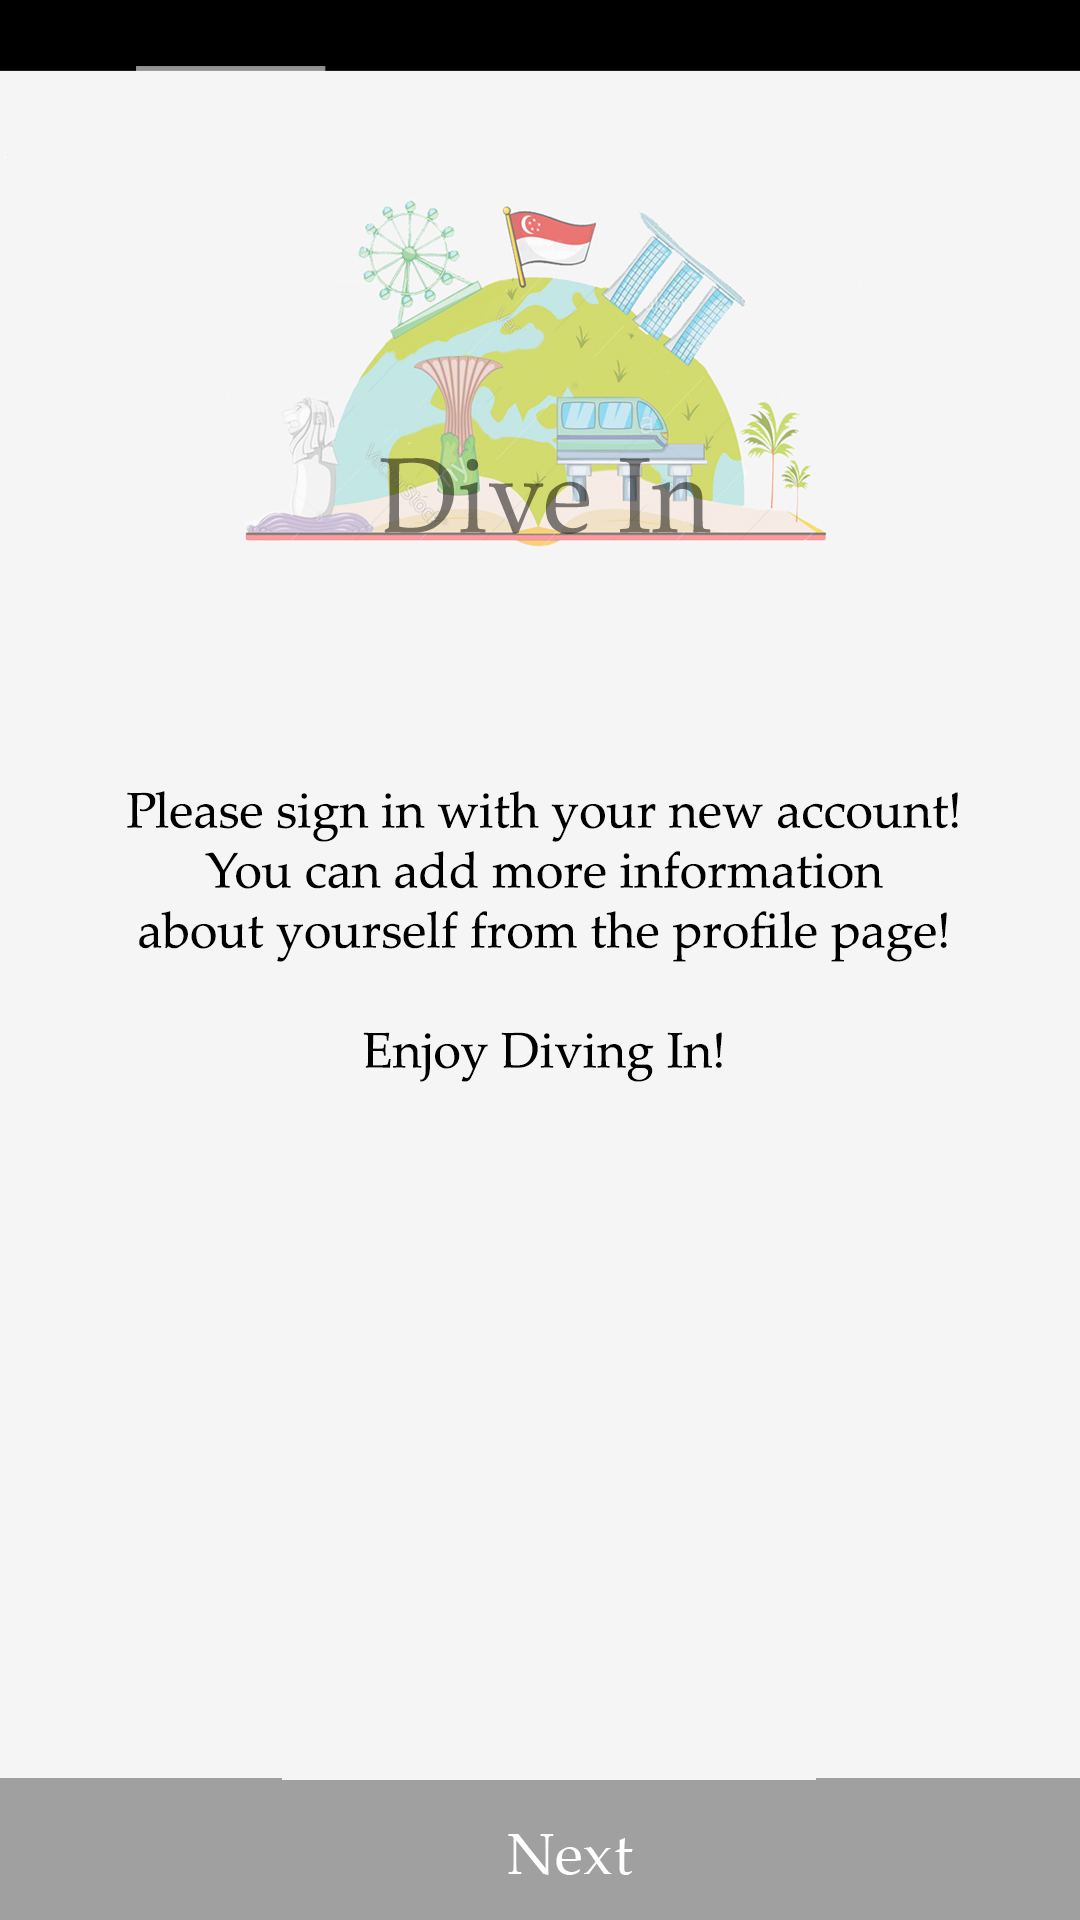 Dive In
Please sign in with your new account!
You can add more information
about yourself from the profile page!
Enjoy Diving In!
Next